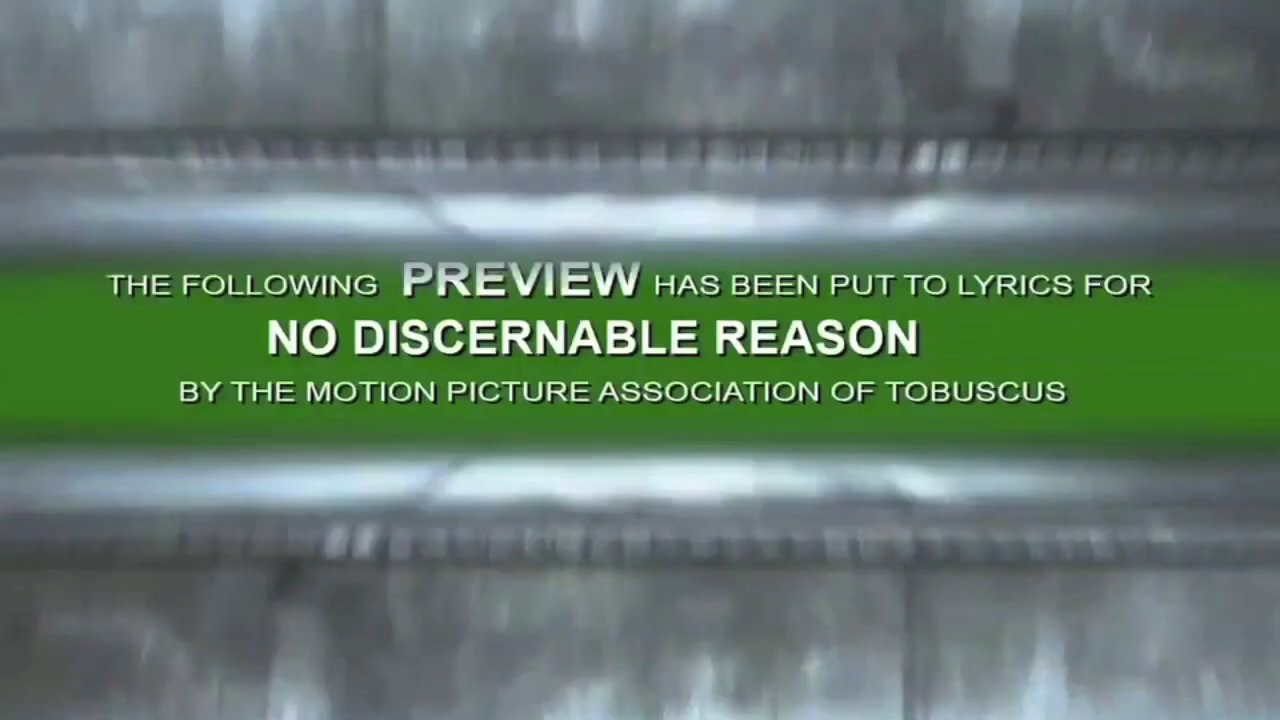 THE FOLLOWING PREVIEW HAS BEEN PUT TO LYRICS FOR
NO DISCERNABLE REASON
BY THE MOTION PICTURE ASSOCIATION OF TOBUSCUS